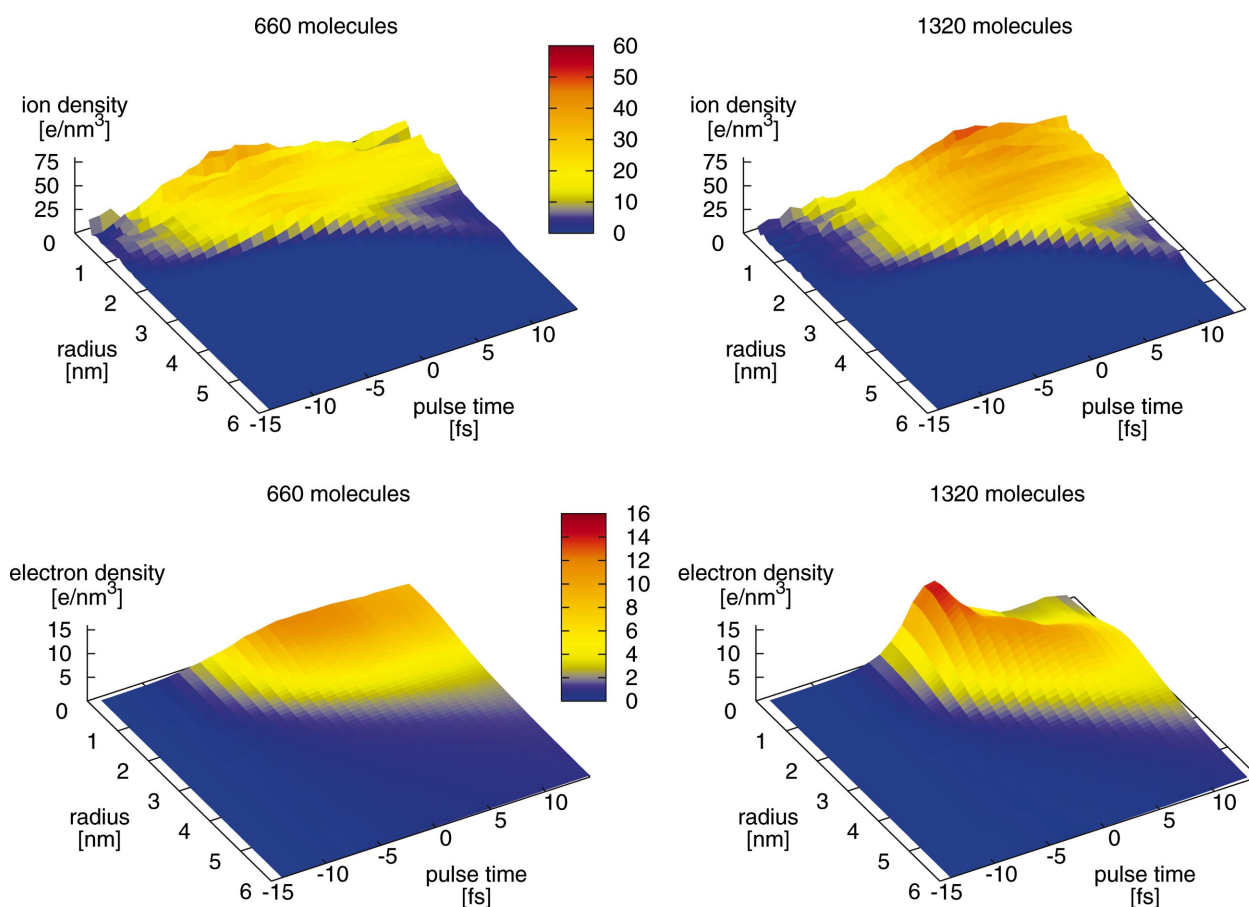 660 molecules
1320 molecules
60
50
40
30
20
10
0
ion density
[e/nm³]
75
50
25
0
1
2
3
4
5
6
radius
[nm]
-15
-10
-5
0
5
10
pulse time
[fs]
ion density
[e/nm³]
75
50
25
0
1
2
3
4
5
6
radius
[nm]
-15
-10
-5
0
5
10
pulse time
[fs]
660 molecules
1320 molecules
16
14
12
10
8
6
4
2
0
electron density
[e/nm³]
15
10
5
0
1
2
3
4
5
6
radius
[nm]
-15
-10
-5
0
5
10
pulse time
[fs]
electron density
[e/nm³]
15
10
5
0
1
2
3
4
5
6
radius
[nm]
-15
-10
-5
0
5
10
pulse time
[fs]